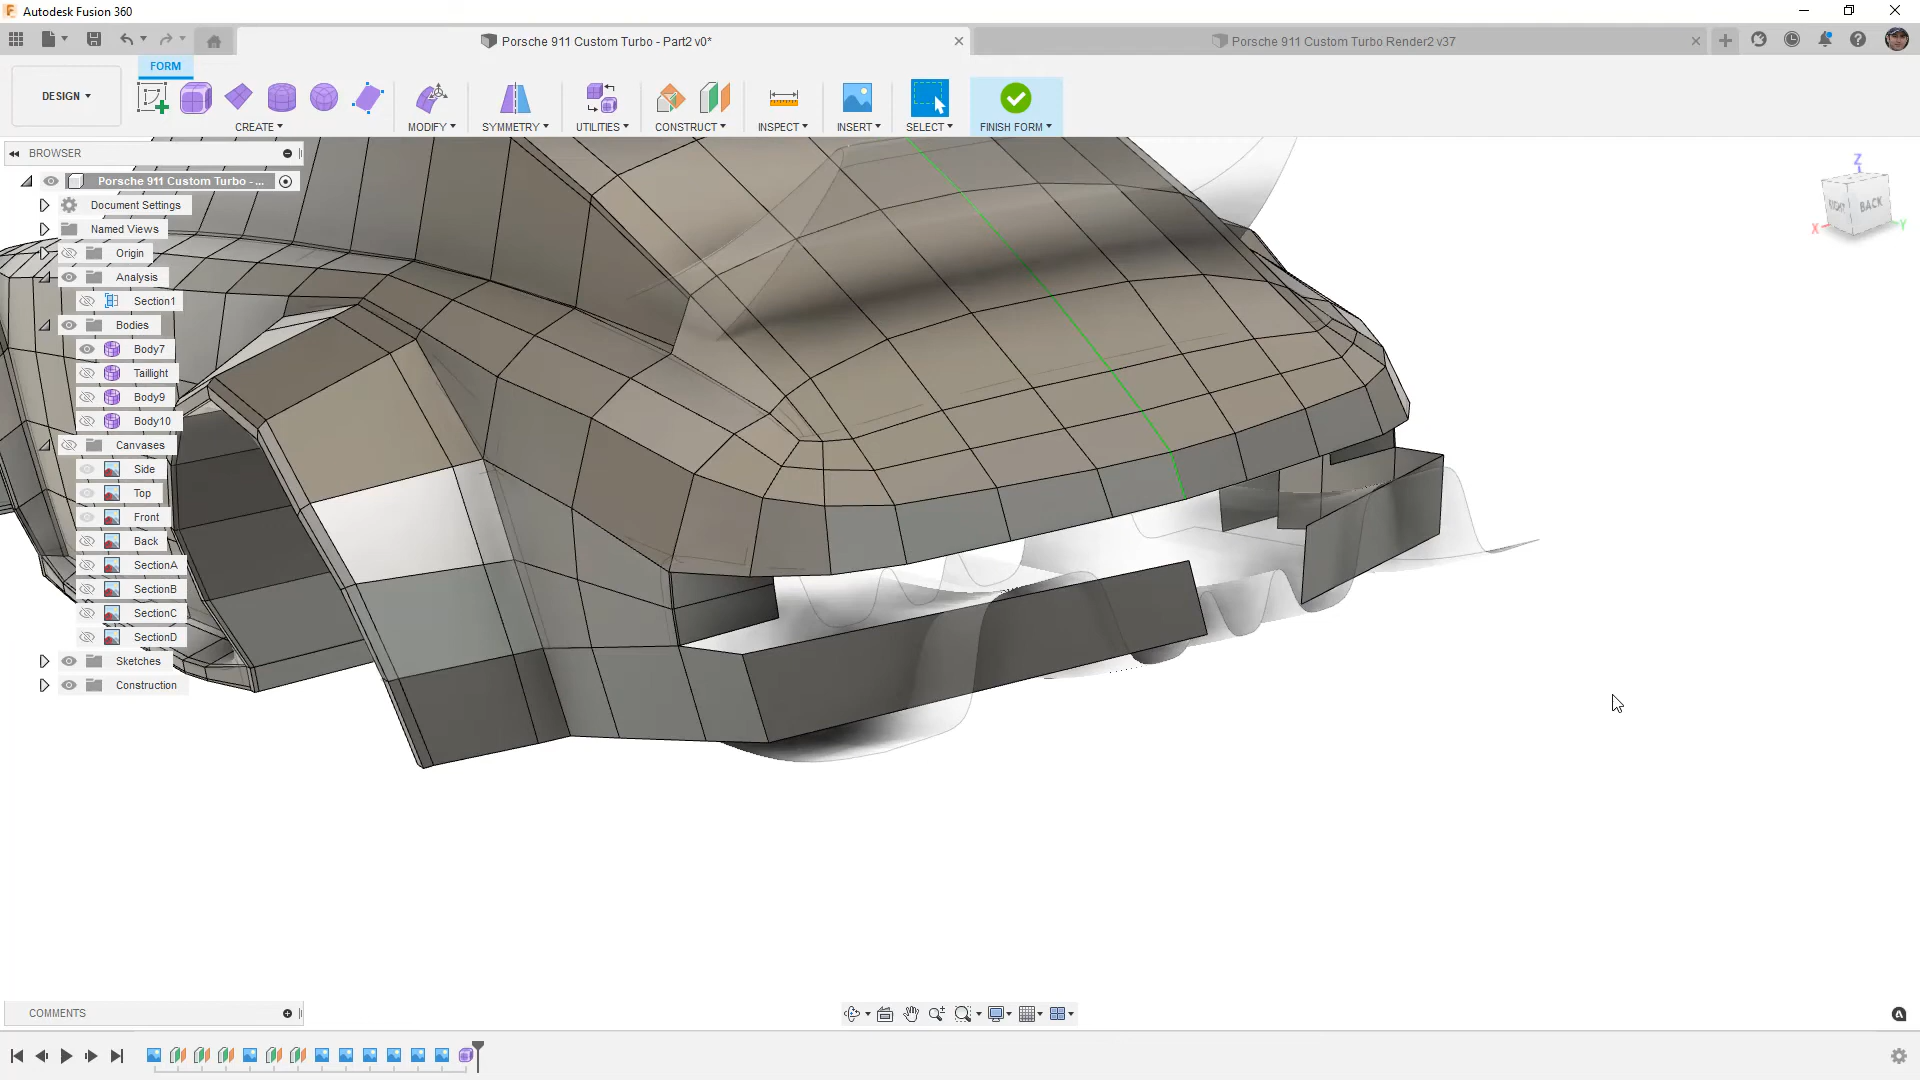 Autodesk Fusion 360
Porsche 911 Custom Turbo - Part2 v0*
Porsche 911 Custom Turbo Render2 v37
FORM
DESIGN
CREATE
MODIFY
SYMMETRY
UTILITIES
CONSTRUCT
INSPECT
INSERT
SELECT
FINISH FORM
BROWSER
Porsche 911 Custom Turbo - ...
Document Settings
Named Views
Origin
Analysis
Section1
Bodies
Body7
Taillight
Body9
Body10
Canvases
Side
Top
Front
Back
SectionA
SectionB
SectionC
SectionD
Sketches
Construction
Z
RIGHT
BACK
X
Y
COMMENTS